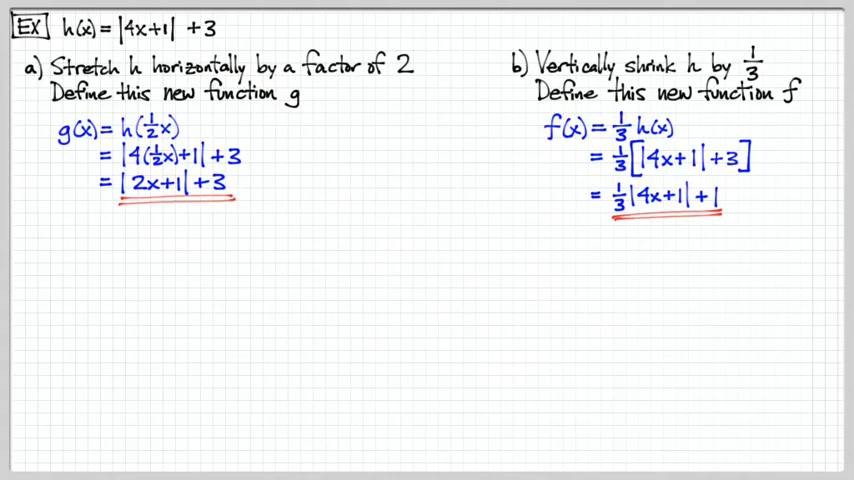 EX h(x) = |4x+1| + 3
a) Stretch h horizontally by a factor of 2
Define this new function g
g(x) = h(½x)
= |4(½x)+1| + 3
= |2x+1| + 3
b) Vertically shrink h by 1/3
Define this new function f
f(x) = 1/3 h(x)
= 1/3 [|4x+1| + 3]
= 1/3 |4x+1| + 1